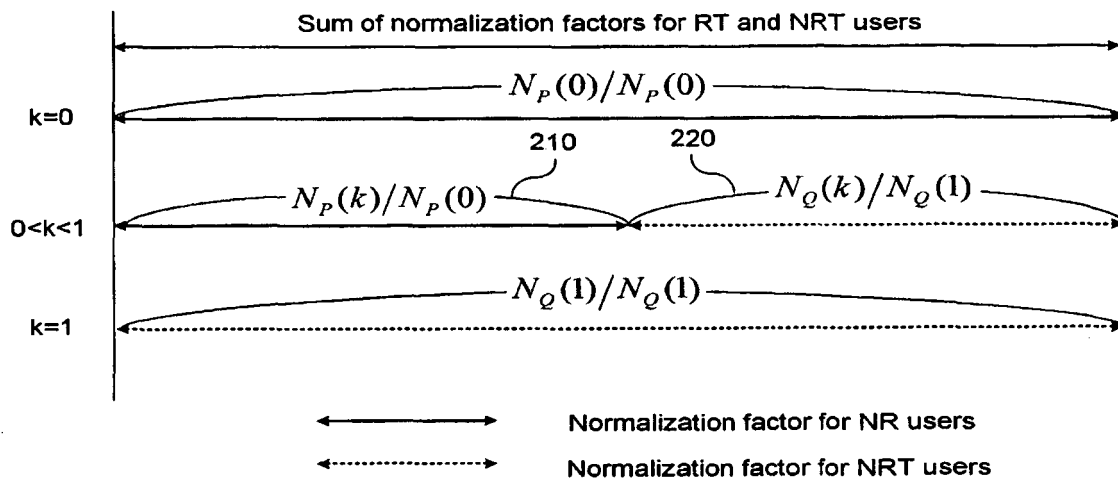 Sum of normalization factors for RT and NRT users
N_P(0)/N_P(0)
k=0
210 220
N_P(k)/N_P(0) N_Q(k)/N_Q(1)
0<k<1
N_Q(1)/N_Q(1)
k=1
Normalization factor for NR users
Normalization factor for NRT users